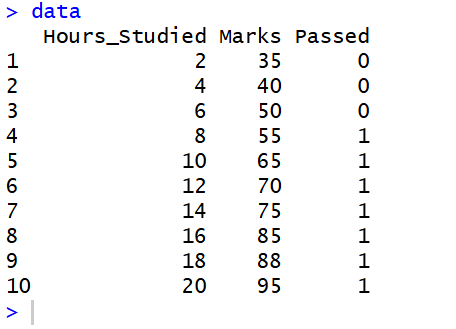 > data
   Hours_Studied Marks Passed
1              2    35      0
2              4    40      0
3              6    50      0
4              8    55      1
5             10    65      1
6             12    70      1
7             14    75      1
8             16    85      1
9             18    88      1
10            20    95      1
>